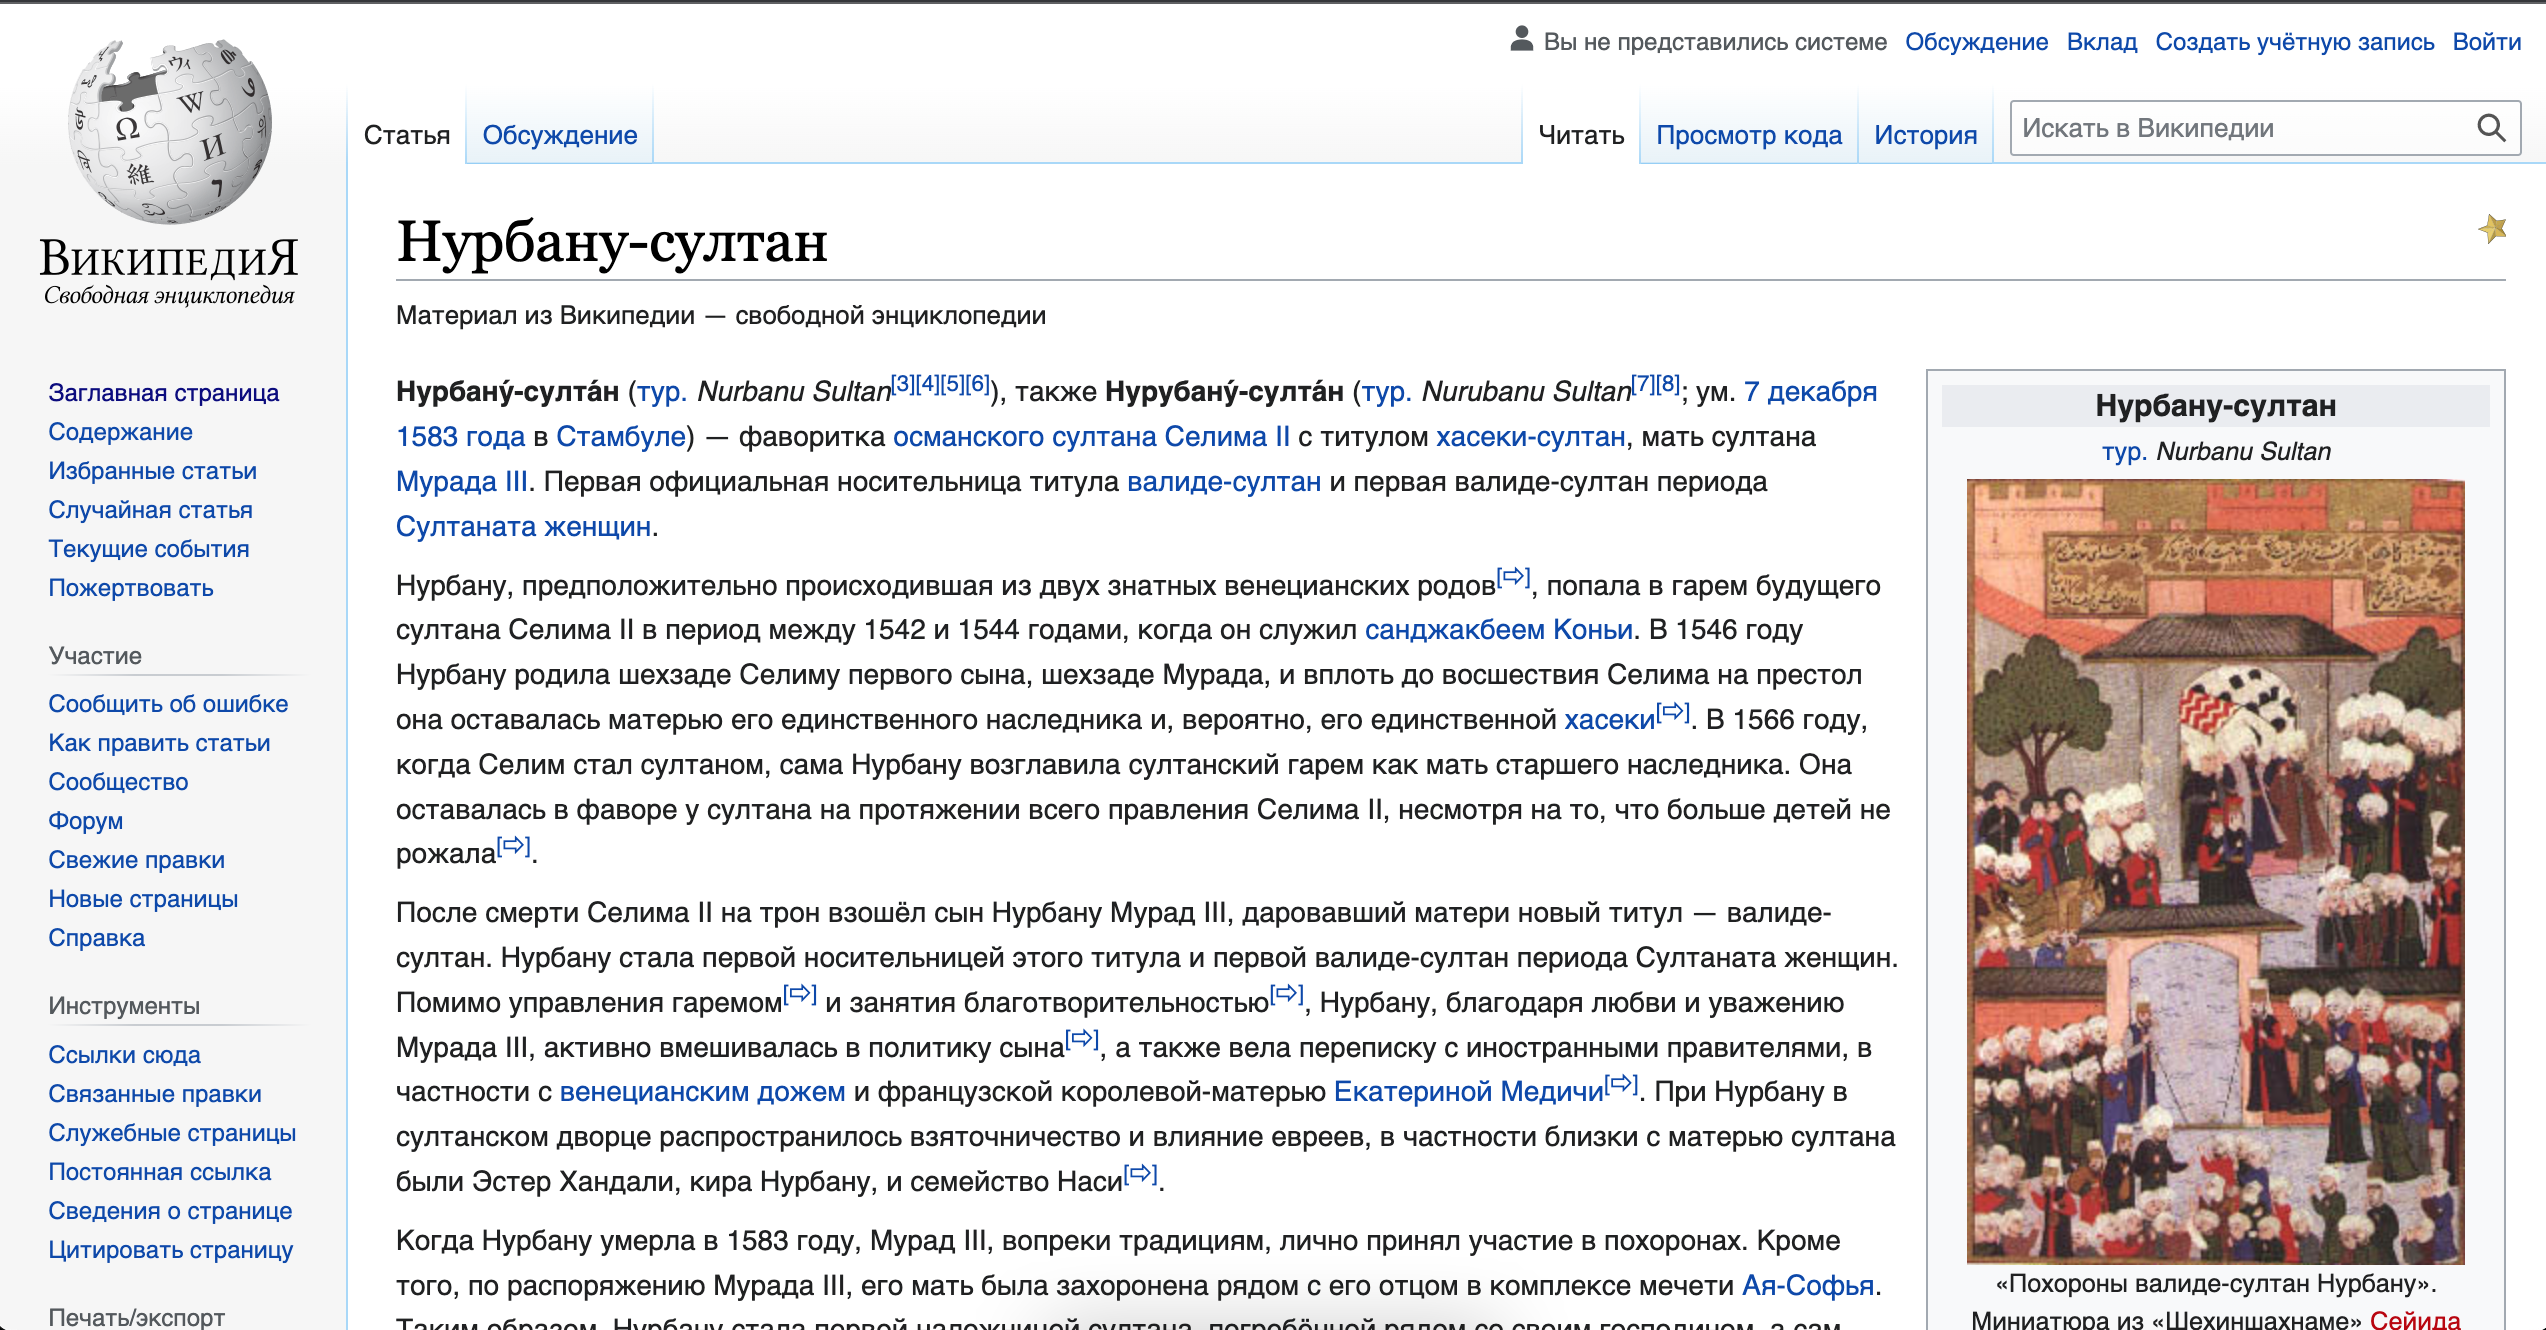 Вы не представились системе Обсуждение Вклад Создать учётную запись Войти
Статья Обсуждение Читать Просмотр кода История Искать в Википедии
ВИКИПЕДИЯ
Свободная энциклопедия
Заглавная страница
Содержание
Избранные статьи
Случайная статья
Текущие события
Пожертвовать
Участие
Сообщить об ошибке
Как править статьи
Сообщество
Форум
Свежие правки
Новые страницы
Справка
Инструменты
Ссылки сюда
Связанные правки
Служебные страницы
Постоянная ссылка
Сведения о странице
Цитировать страницу
Печать/экспорт
Нурбану-султан
Материал из Википедии — свободной энциклопедии
Нурбану́-султа́н (тур. Nurbanu Sultan[3][4][5][6]), также Нурубану́-султа́н (тур. Nurubanu Sultan[7][8]; ум. 7 декабря
1583 года в Стамбуле) — фаворитка османского султана Селима II с титулом хасеки-султан, мать султана
Мурада III. Первая официальная носительница титула валиде-султан и первая валиде-султан периода
Султаната женщин.
Нурбану, предположительно происходившая из двух знатных венецианских родов[⇨], попала в гарем будущего
султана Селима II в период между 1542 и 1544 годами, когда он служил санджакбеем Коньи. В 1546 году
Нурбану родила шехзаде Селиму первого сына, шехзаде Мурада, и вплоть до восшествия Селима на престол
она оставалась матерью его единственного наследника и, вероятно, его единственной хасеки[⇨]. В 1566 году,
когда Селим стал султаном, сама Нурбану возглавила султанский гарем как мать старшего наследника. Она
оставалась в фаворе у султана на протяжении всего правления Селима II, несмотря на то, что больше детей не
рожала[⇨].
После смерти Селима II на трон взошёл сын Нурбану Мурад III, даровавший матери новый титул — валиде-
султан. Нурбану стала первой носительницей этого титула и первой валиде-султан периода Султаната женщин.
Помимо управления гаремом[⇨] и занятия благотворительностью[⇨], Нурбану, благодаря любви и уважению
Мурада III, активно вмешивалась в политику сына[⇨], а также вела переписку с иностранными правителями, в
частности с венецианским дожем и французской королевой-матерью Екатериной Медичи[⇨]. При Нурбану в
султанском дворце распространилось взяточничество и влияние евреев, в частности близки с матерью султана
были Эстер Хандали, кира Нурбану, и семейство Наси[⇨].
Когда Нурбану умерла в 1583 году, Мурад III, вопреки традициям, лично принял участие в похоронах. Кроме
того, по распоряжению Мурада III, его мать была захоронена рядом с его отцом в комплексе мечети Ая-Софья.
Таким образом, Нурбану стала первой наложницей султана, погребённой рядом со своим господином, а сам
Нурбану-султан
тур. Nurbanu Sultan
«Похороны валиде-султан Нурбану».
Миниатюра из «Шехиншахнаме» Сейида